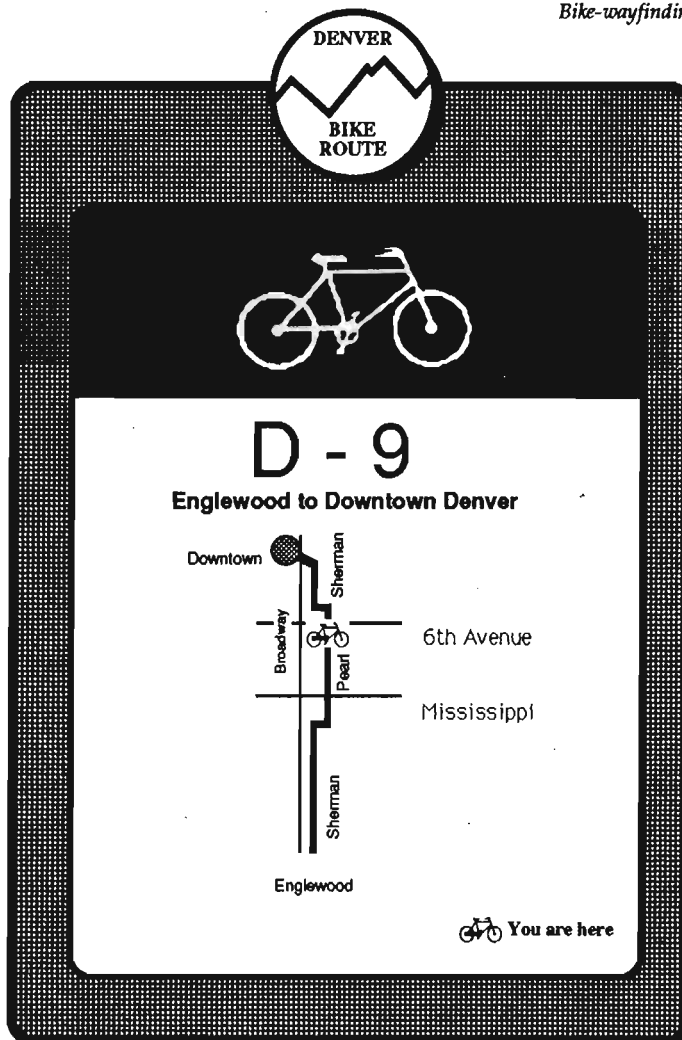 Bike-wayfindin
DENVER
BIKE
ROUTE
D - 9
Englewood to Downtown Denver
Downtown
Sherman
Broadway
6th Avenue
Pearl
Mississippi
Sherman
Englewood
You are here